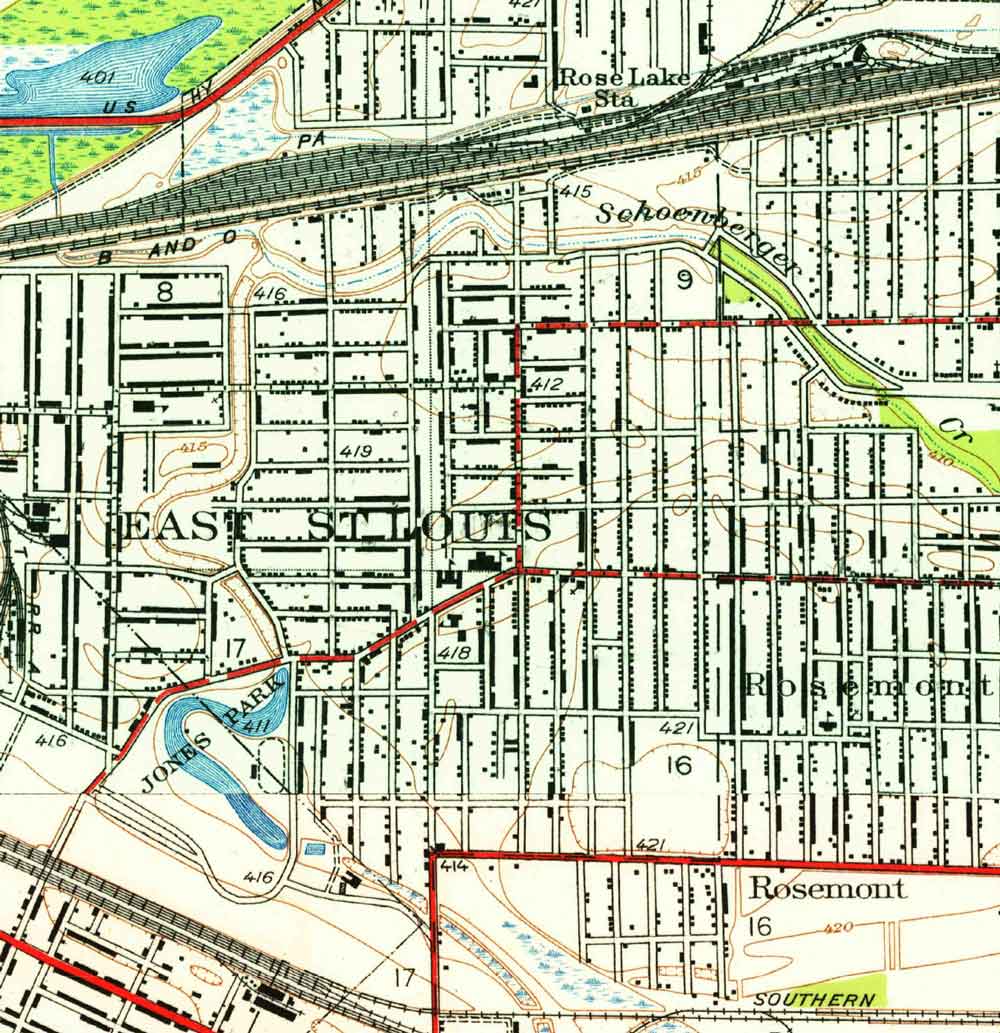 421
401
US HY
Rose Lake
Sta
PA
415
415
Schoenberger
B AND O
8
416
9
412
Cr
419
415
410
EAST ST LOUIS
T RR A
17
418
Rosemont
JONES PARK
411
421
416
16
421
414
416
Rosemont
16
420
17
SOUTHERN